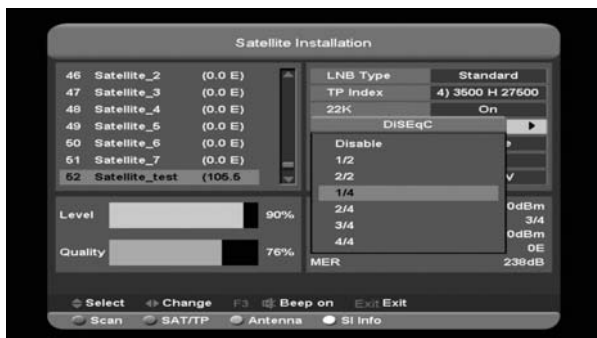 Satellite Installation
46 Satellite_2 (0.0 E)
47 Satellite_3 (0.0 E)
48 Satellite_4 (0.0 E)
49 Satellite_5 (0.0 E)
50 Satellite_6 (0.0 E)
51 Satellite_7 (0.0 E)
52 Satellite_test (105.5
LNB Type Standard
TP Index 4) 3500 H 27500
22K On
DiSEqC
Disable
1/2
2/2
1/4
2/4
3/4
4/4
Level 90%
Quality 76%
0dBm
3/4
0dBm
0E
MER 238dB
Select Change F3 Beep on Exit Exit
Scan SAT/TP Antenna SI Info